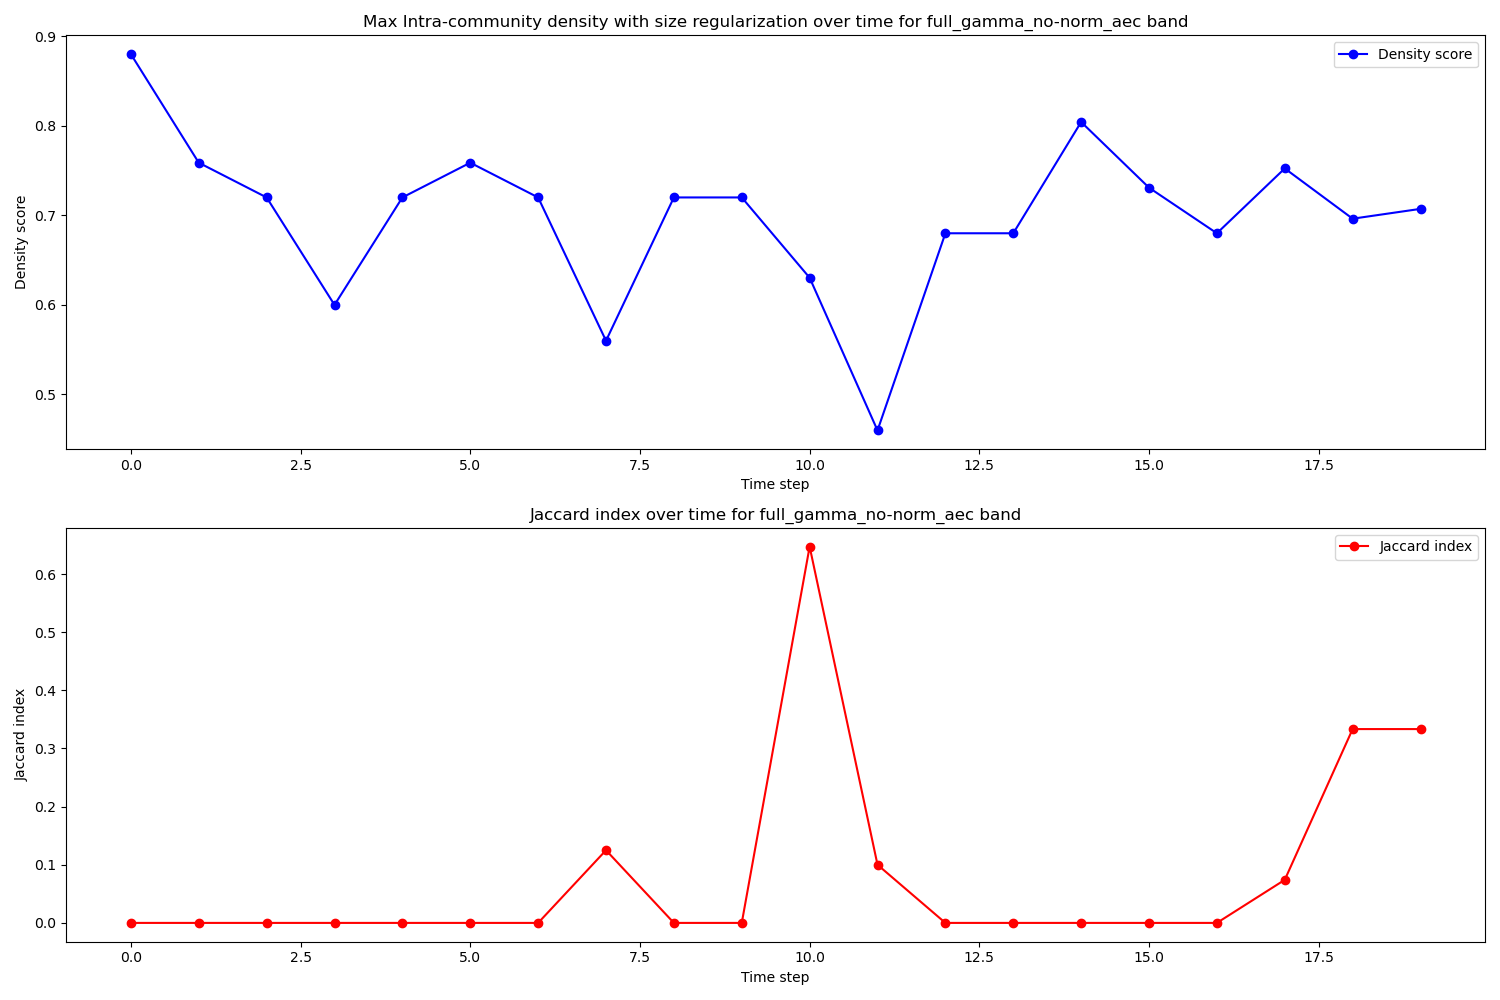 Max Intra-community density with size regularization over time for full_gamma_no-norm_aec band
Density score
0.9
0.8
0.7
0.6
0.5
Density score
0.0 2.5 5.0 7.5 10.0 12.5 15.0 17.5
Time step
Jaccard index over time for full_gamma_no-norm_aec band
Jaccard index
0.6
0.5
0.4
0.3
0.2
0.1
0.0
Jaccard index
0.0 2.5 5.0 7.5 10.0 12.5 15.0 17.5
Time step